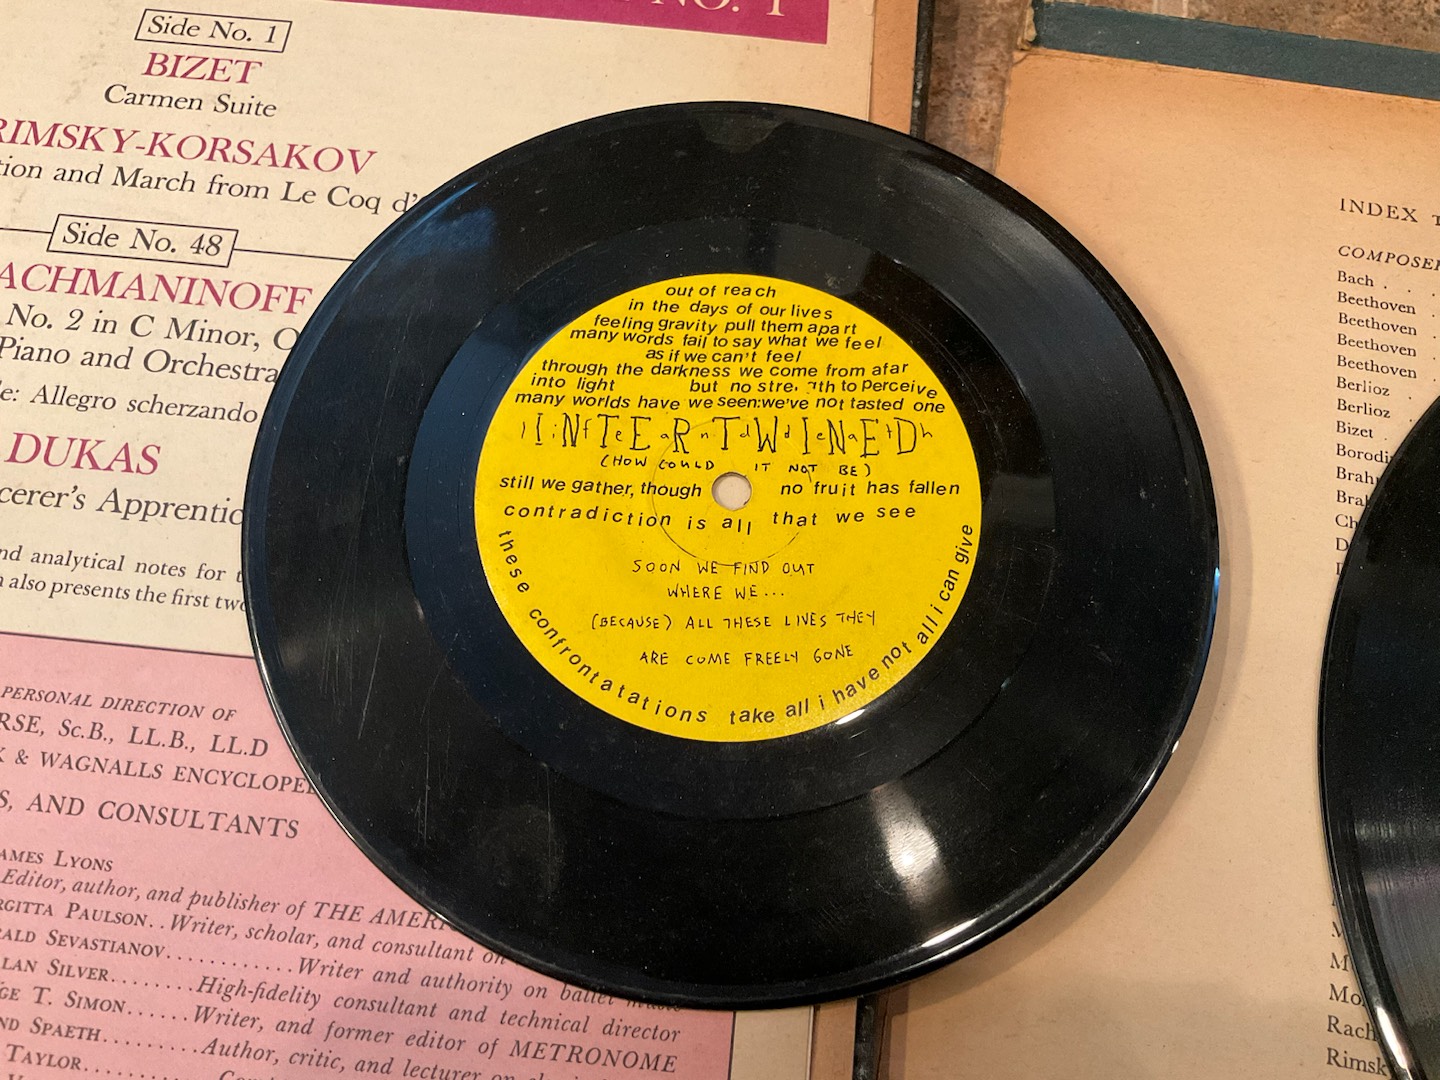 NO. 1
Side No. 1
BIZET
Carmen Suite
RIMSKY-KORSAKOV
and March from Le Coq d'
Side No. 48
ACHMANINOFF
No. 2 in C Minor, O
Piano and Orchestra
Allegro scherzando
DUKAS
cerer's Apprentic
nd analytical notes for
also presents the first two
PERSONAL DIRECTION OF
RSE, Sc.B., LL.B., LL.D
K & WAGNALLS ENCYCLOPE
S, AND CONSULTANTS
AMES LYONS
Editor, author, and publisher of THE AMER
RGITTA PAULSON..Writer, scholar, and consultant on
ALD SEVASTIANOV............Writer and authority on ballet music
LAN SILVER........High-fidelity consultant and technical director
GE T. SIMON......Writer, and former editor of METRONOME
ND SPAETH.........Author, critic, and lecturer on
TAYLOR
out of reach
in the days of our lives
feeling gravity pull them apart
many words fail to say what we feel
as if we can't feel
through the darkness we come from afar
into light but no strength to perceive
many worlds have we seen:we've not tasted one
INTERTWINED
(HOW COULD IT NOT BE)
still we gather, though no fruit has fallen
contradiction is all that we see
SOON WE FIND OUT
WHERE WE...
(BECAUSE) ALL THESE LIVES THEY
ARE COME FREELY GONE
these confrontatations take all i have not all i can give
INDEX
COMPOSER
Bach . .
Beethoven .
Beethoven
Beethoven
Beethoven
Berlioz
Berlioz
Bizet .
Borodi
Brah
Bra
Ch
D
M
Mo
Rach
Rimsk